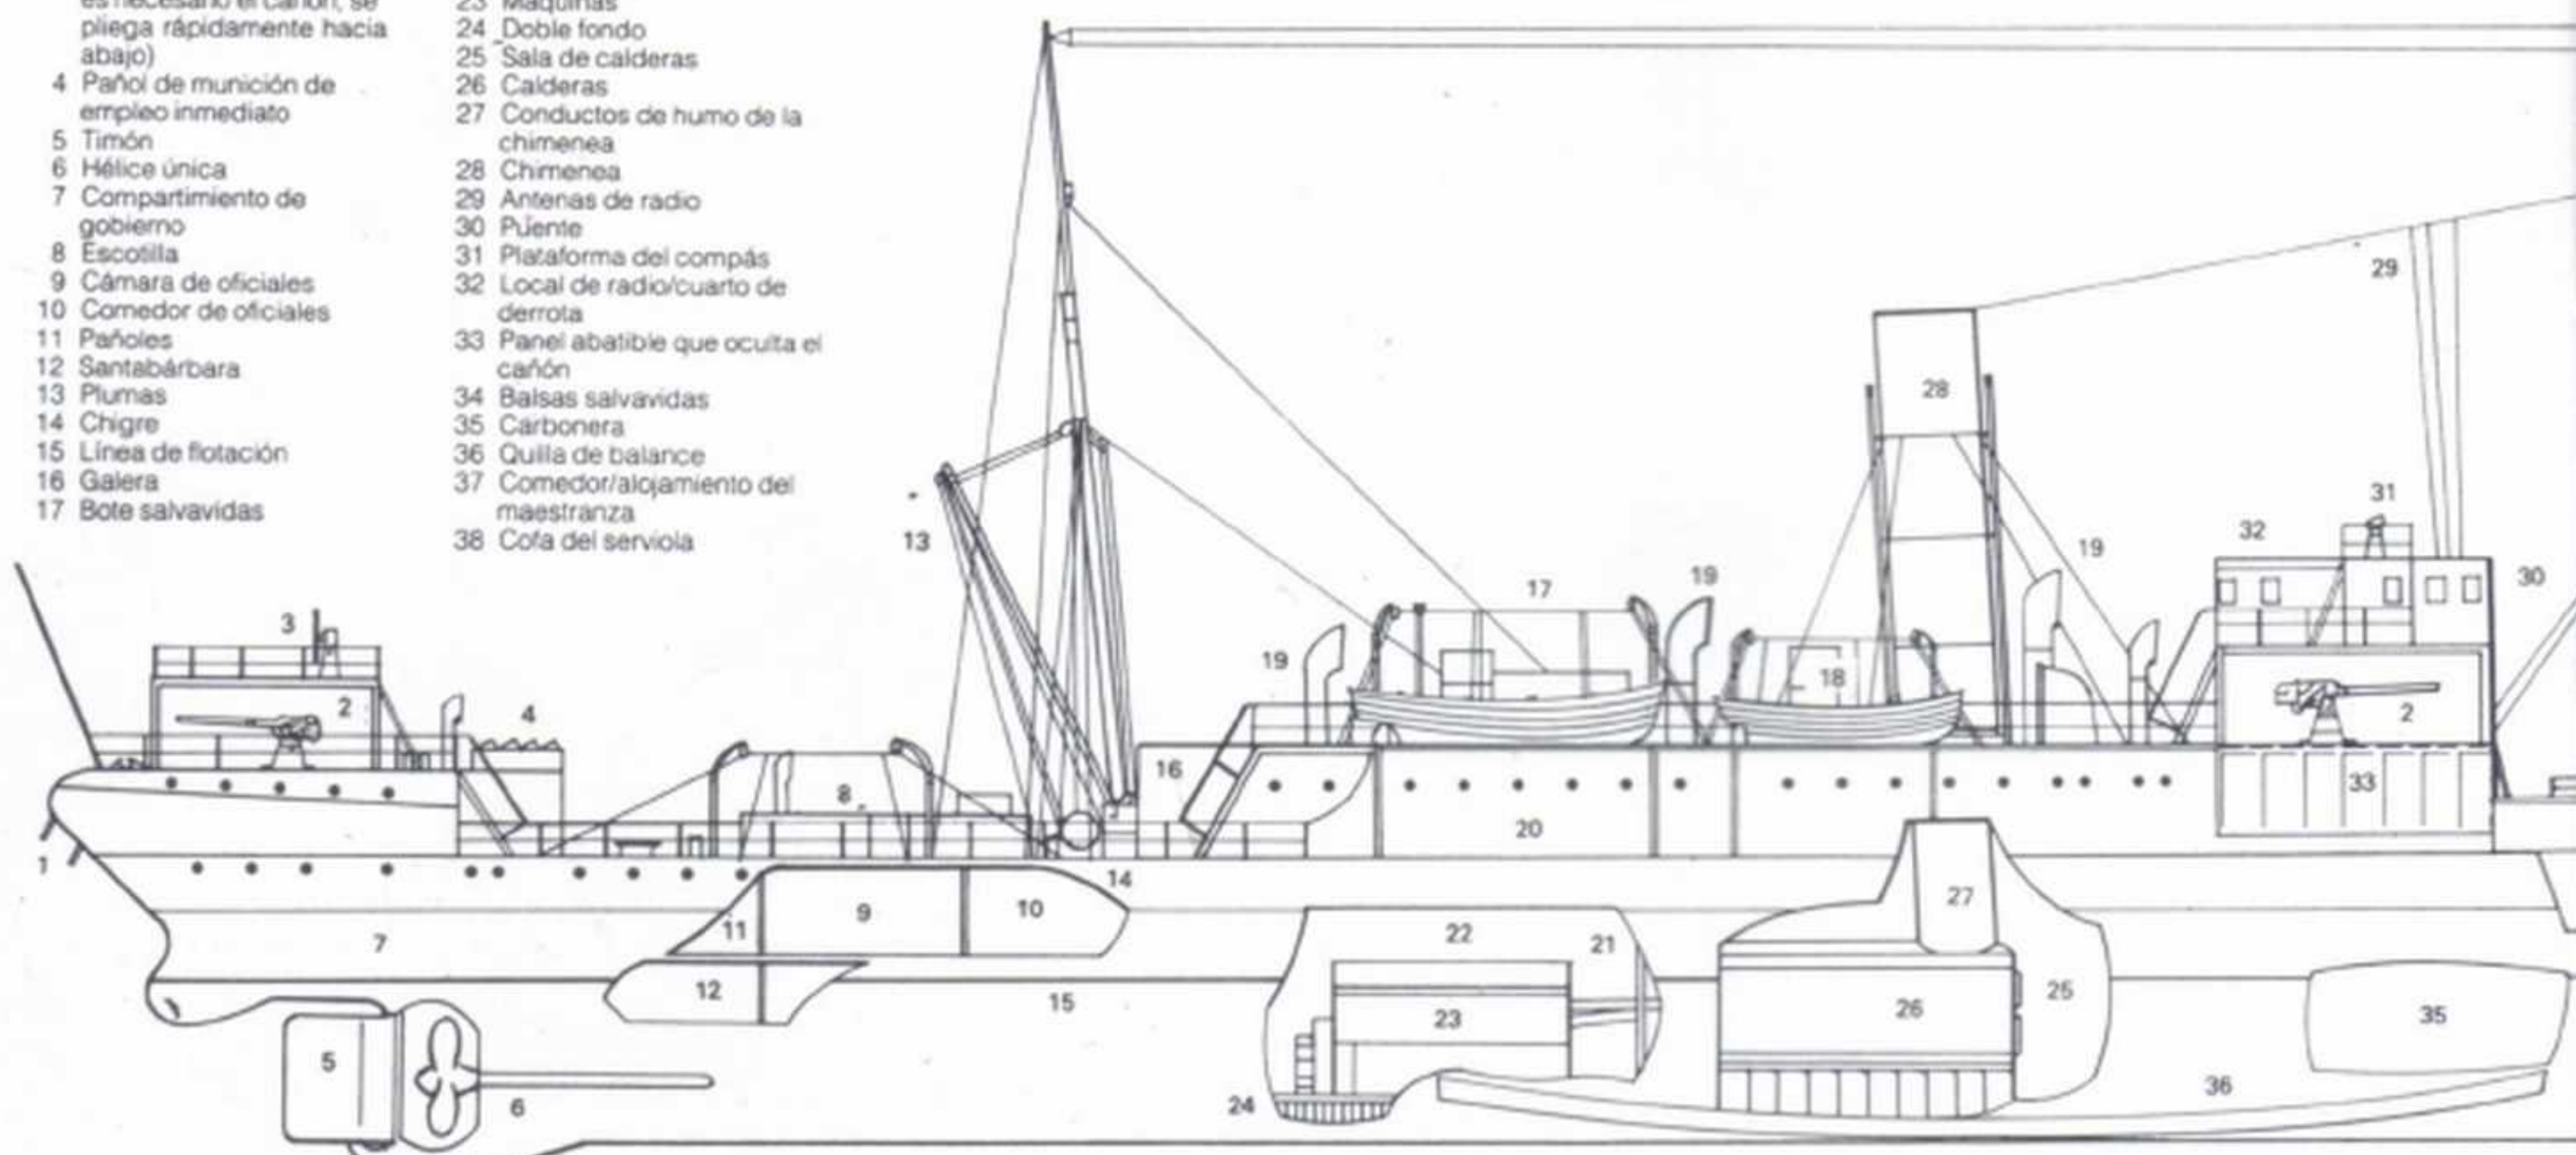 es necesario el cañón, se
pliega rápidamente hacia
abajo)
4 Pañol de munición de
empleo inmediato
5 Timón
6 Hélice única
7 Compartimiento de
gobierno
8 Escotilla
9 Cámara de oficiales
10 Comedor de oficiales
11 Pañoles
12 Santabárbara
13 Plumas
14 Chigre
15 Línea de flotación
16 Galera
17 Bote salvavidas
23 Máquinas
24 Doble fondo
25 Sala de calderas
26 Calderas
27 Conductos de humo de la
chimenea
28 Chimenea
29 Antenas de radio
30 Puente
31 Plataforma del compás
32 Local de radio/cuarto de
derrota
33 Panel abatible que oculta el
cañón
34 Balsas salvavidas
35 Carbonera
36 Quilla de balance
37 Comedor/alojamiento del
maestranza
38 Cofa del serviola
29
28
31
13
32
19
30
17
19
3
19
18
2
4
2
16
8
33
20
1
14
27
9
10
11
22
21
7
12
15
25
26
23
35
5
36
24
6